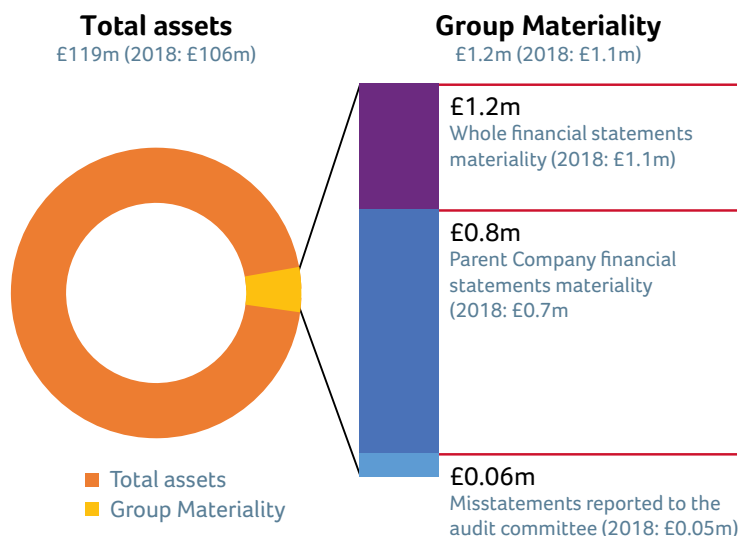 Total assets
£119m (2018: £106m)
Group Materiality
£1.2m (2018: £1.1m)
£1.2m
Whole financial statements
materiality (2018: £1.1m)
£0.8m
Parent Company financial
statements materiality
(2018: £0.7m
£0.06m
Misstatements reported to the
audit committee (2018: £0.05m)
Total assets
Group Materiality